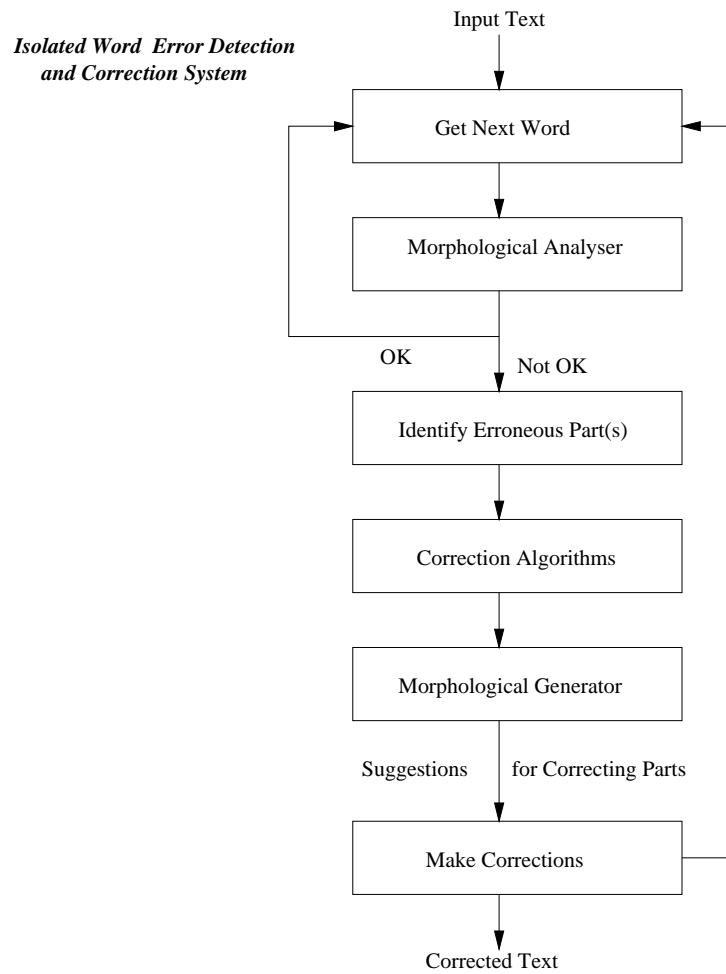 Input Text
Isolated Word Error Detection
and Correction System
Get Next Word
Morphological Analyser
OK
Not OK
Identify Erroneous Part(s)
Correction Algorithms
Morphological Generator
Suggestions for Correcting Parts
Make Corrections
Corrected Text